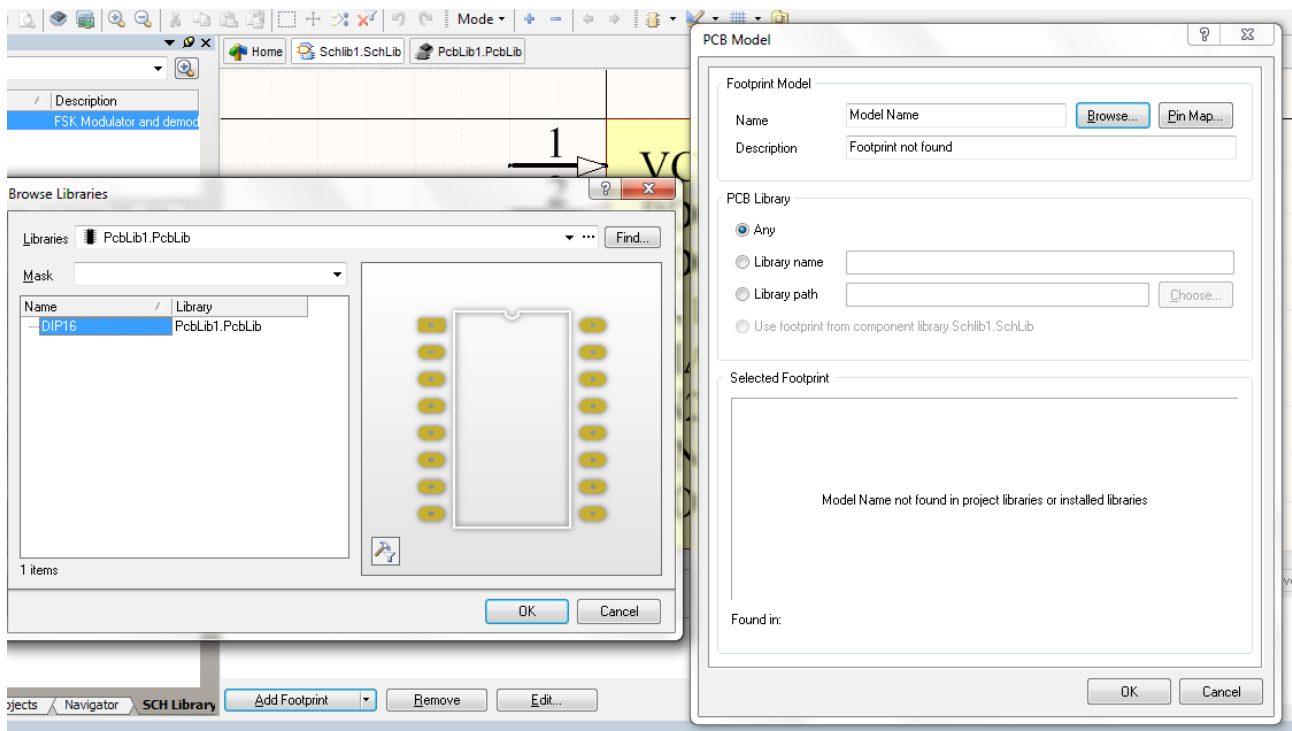 Mode
Home
Schlib1.SchLib
PcbLib1.PcbLib
Description
FSK Modulator and demod
1
2
VC
Browse Libraries
Libraries
PcbLib1.PcbLib
...
Find...
Mask
Name
Library
DIP16
PcbLib1.PcbLib
1 items
OK
Cancel
jects
Navigator
SCH Library
Add Footprint
Remove
Edit...
PCB Model
?
Footprint Model
Name
Model Name
Browse...
Pin Map...
Description
Footprint not found
PCB Library
Any
Library name
Library path
Choose...
Use footprint from component library Schlib1.SchLib
Selected Footprint
Model Name not found in project libraries or installed libraries
Found in:
OK
Cancel